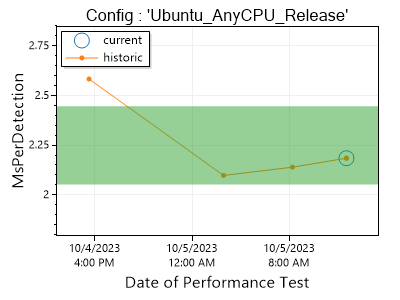 Config : 'Ubuntu_AnyCPU_Release'
current
historic
MsPerDetection
2.75
2.5
2.25
2
10/4/2023
4:00 PM
10/5/2023
12:00 AM
10/5/2023
8:00 AM
Date of Performance Test